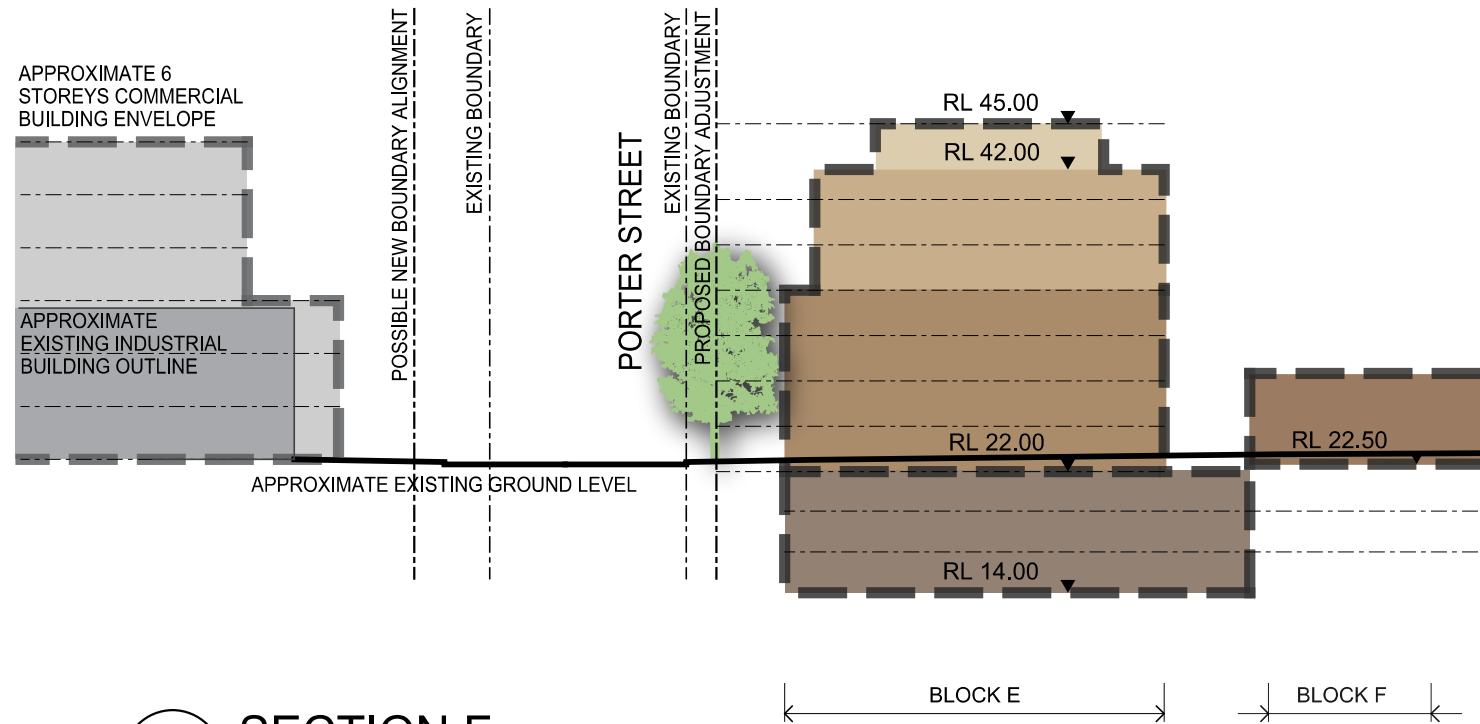 APPROXIMATE 6
STOREYS COMMERCIAL
BUILDING ENVELOPE
POSSIBLE NEW BOUNDARY ALIGNMENT
EXISTING BOUNDARY
PORTER STREET
EXISTING BOUNDARY
PROPOSED BOUNDARY ADJUSTMENT
RL 45.00
RL 42.00
APPROXIMATE
EXISTING INDUSTRIAL
BUILDING OUTLINE
RL 22.00
RL 22.50
APPROXIMATE EXISTING GROUND LEVEL
RL 14.00
BLOCK E
BLOCK F